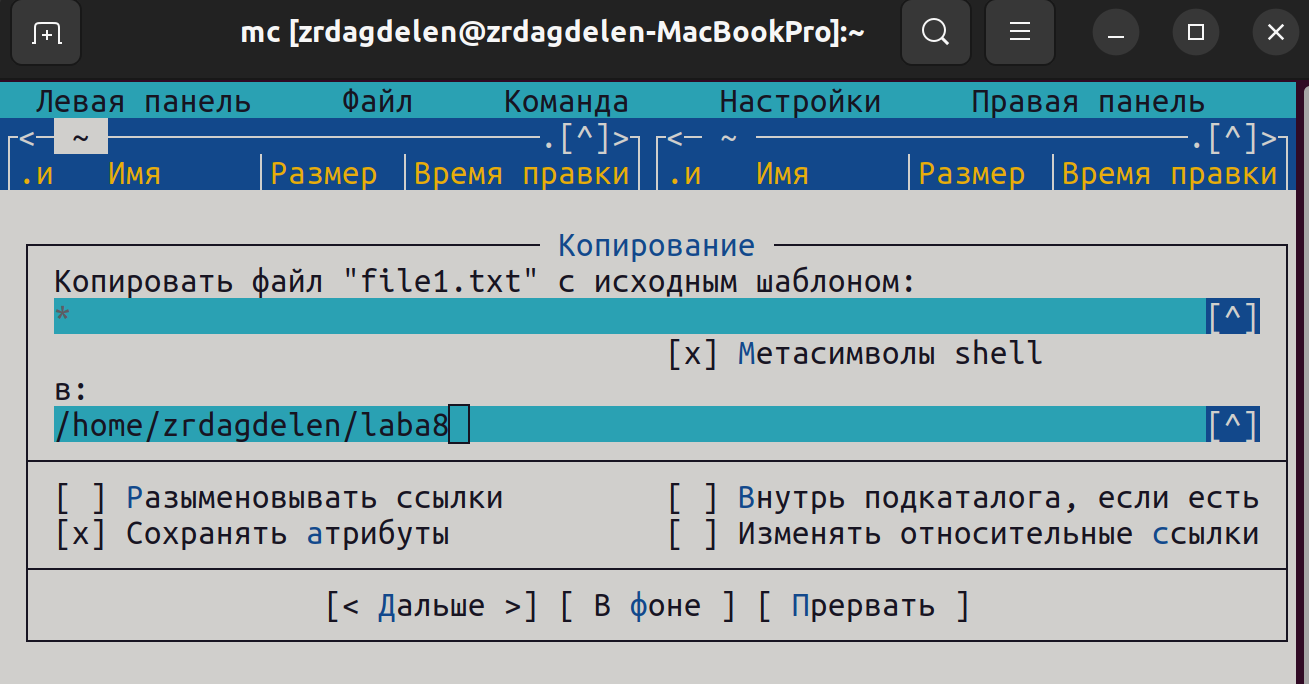 mc [zrdagdelen@zrdagdelen-MacBookPro]:~
Левая панель Файл Команда Настройки Правая панель
<- ~ .[^]> <- ~ .[^]>
.и Имя Размер Время правки .и Имя Размер Время правки
Копирование
Копировать файл "file1.txt" с исходным шаблоном:
* [^]
[x] Метасимволы shell
в:
/home/zrdagdelen/laba8 [^]
[ ] Разыменовывать ссылки [ ] Внутрь подкаталога, если есть
[x] Сохранять атрибуты [ ] Изменять относительные ссылки
[< Дальше >] [ В фоне ] [ Прервать ]